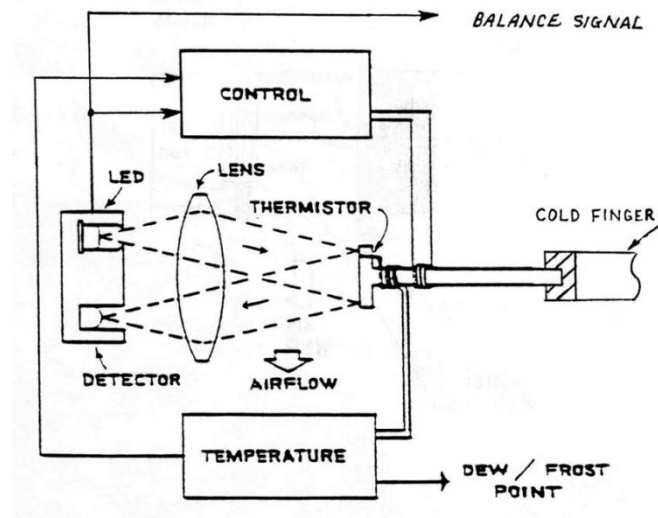 BALANCE SIGNAL
CONTROL
LED
LENS
THERMISTOR
COLD FINGER
DETECTOR
AIRFLOW
TEMPERATURE
DEW / FROST
POINT